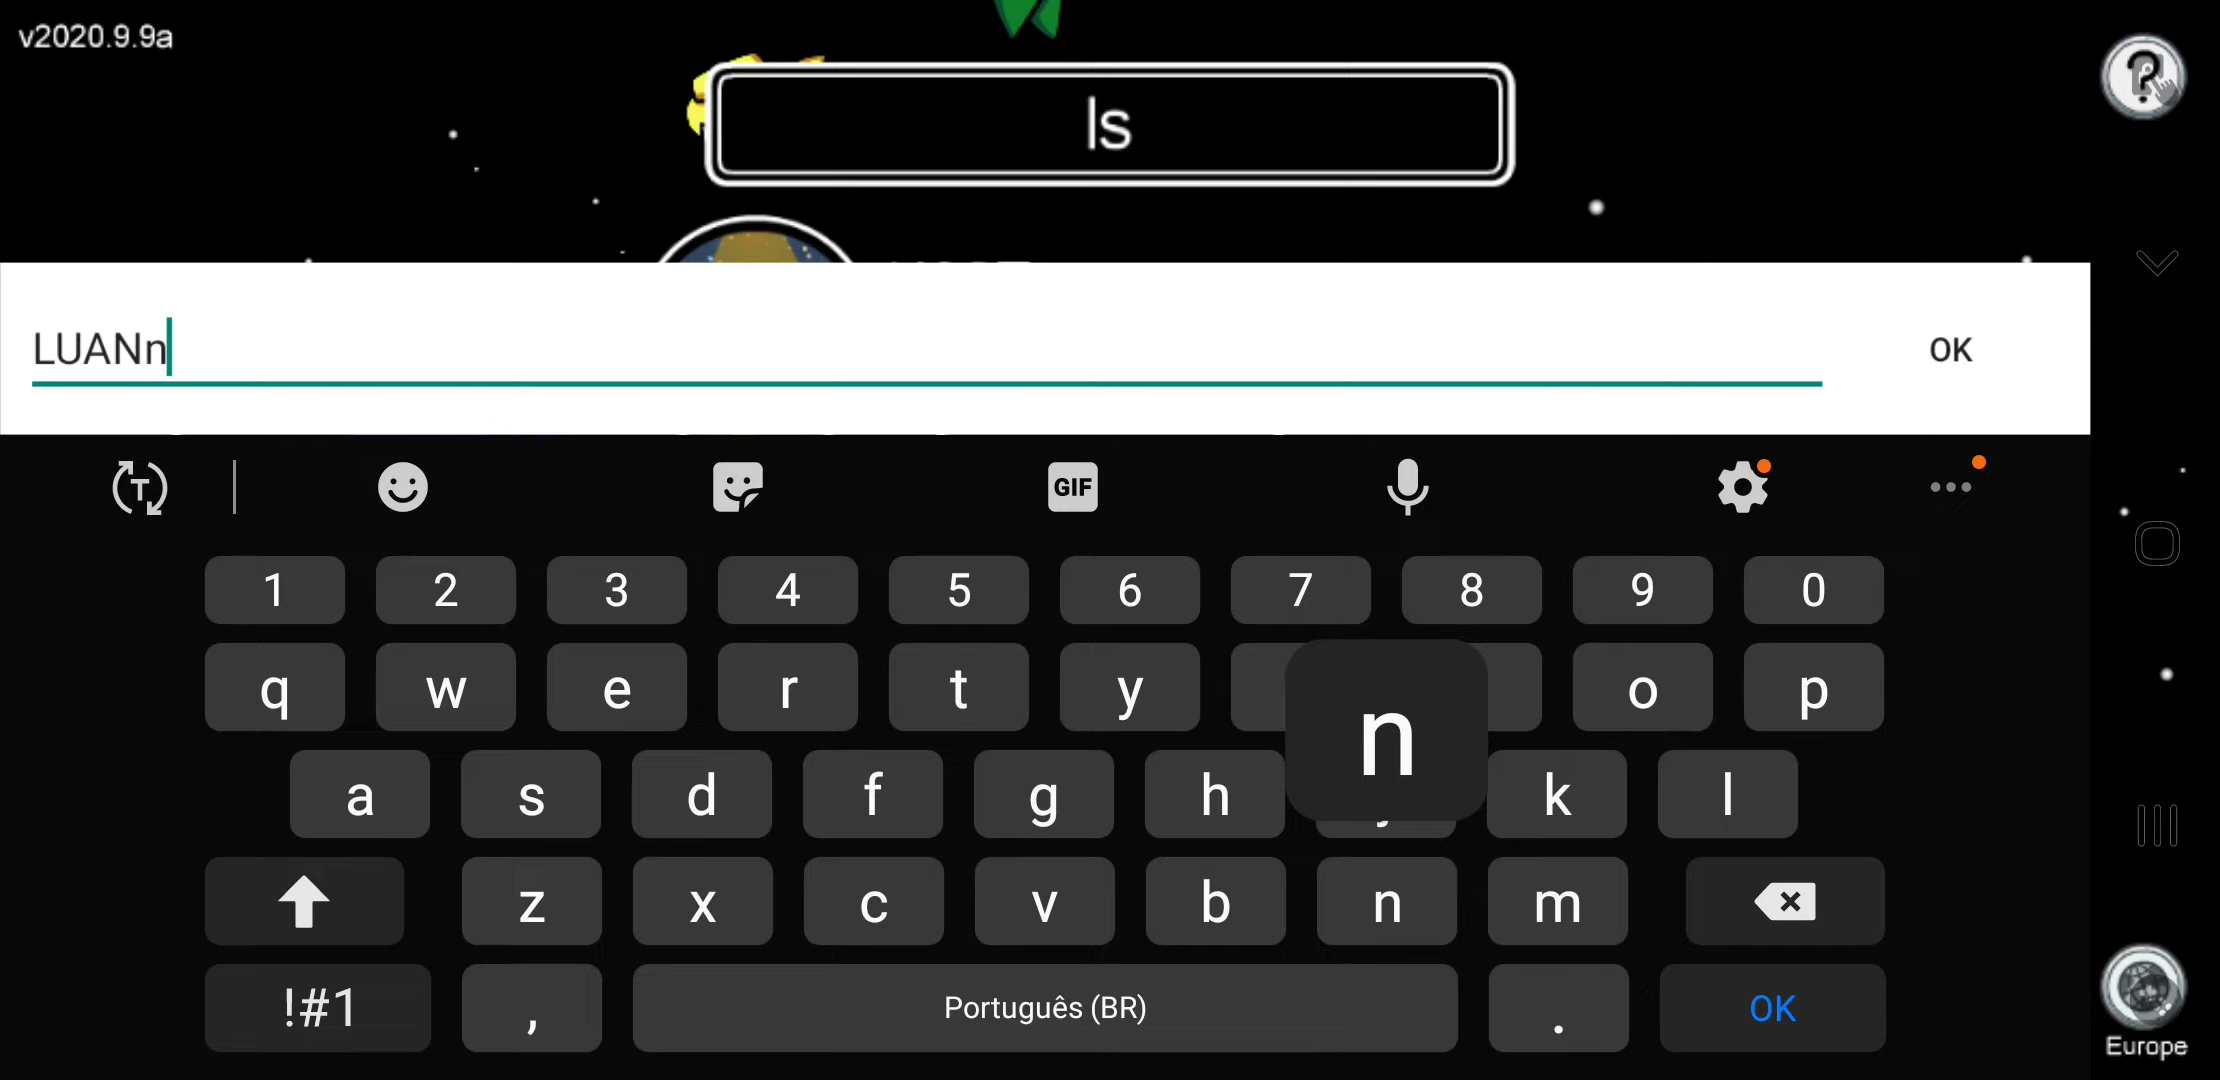 v2020.9.9a
ls
LUANn
OK
T
GIF
1 2 3 4 5 6 7 8 9 0
q w e r t y o p
n
a s d f g h k l
z x c v b n m
!#1 , Português (BR) . OK
Europe